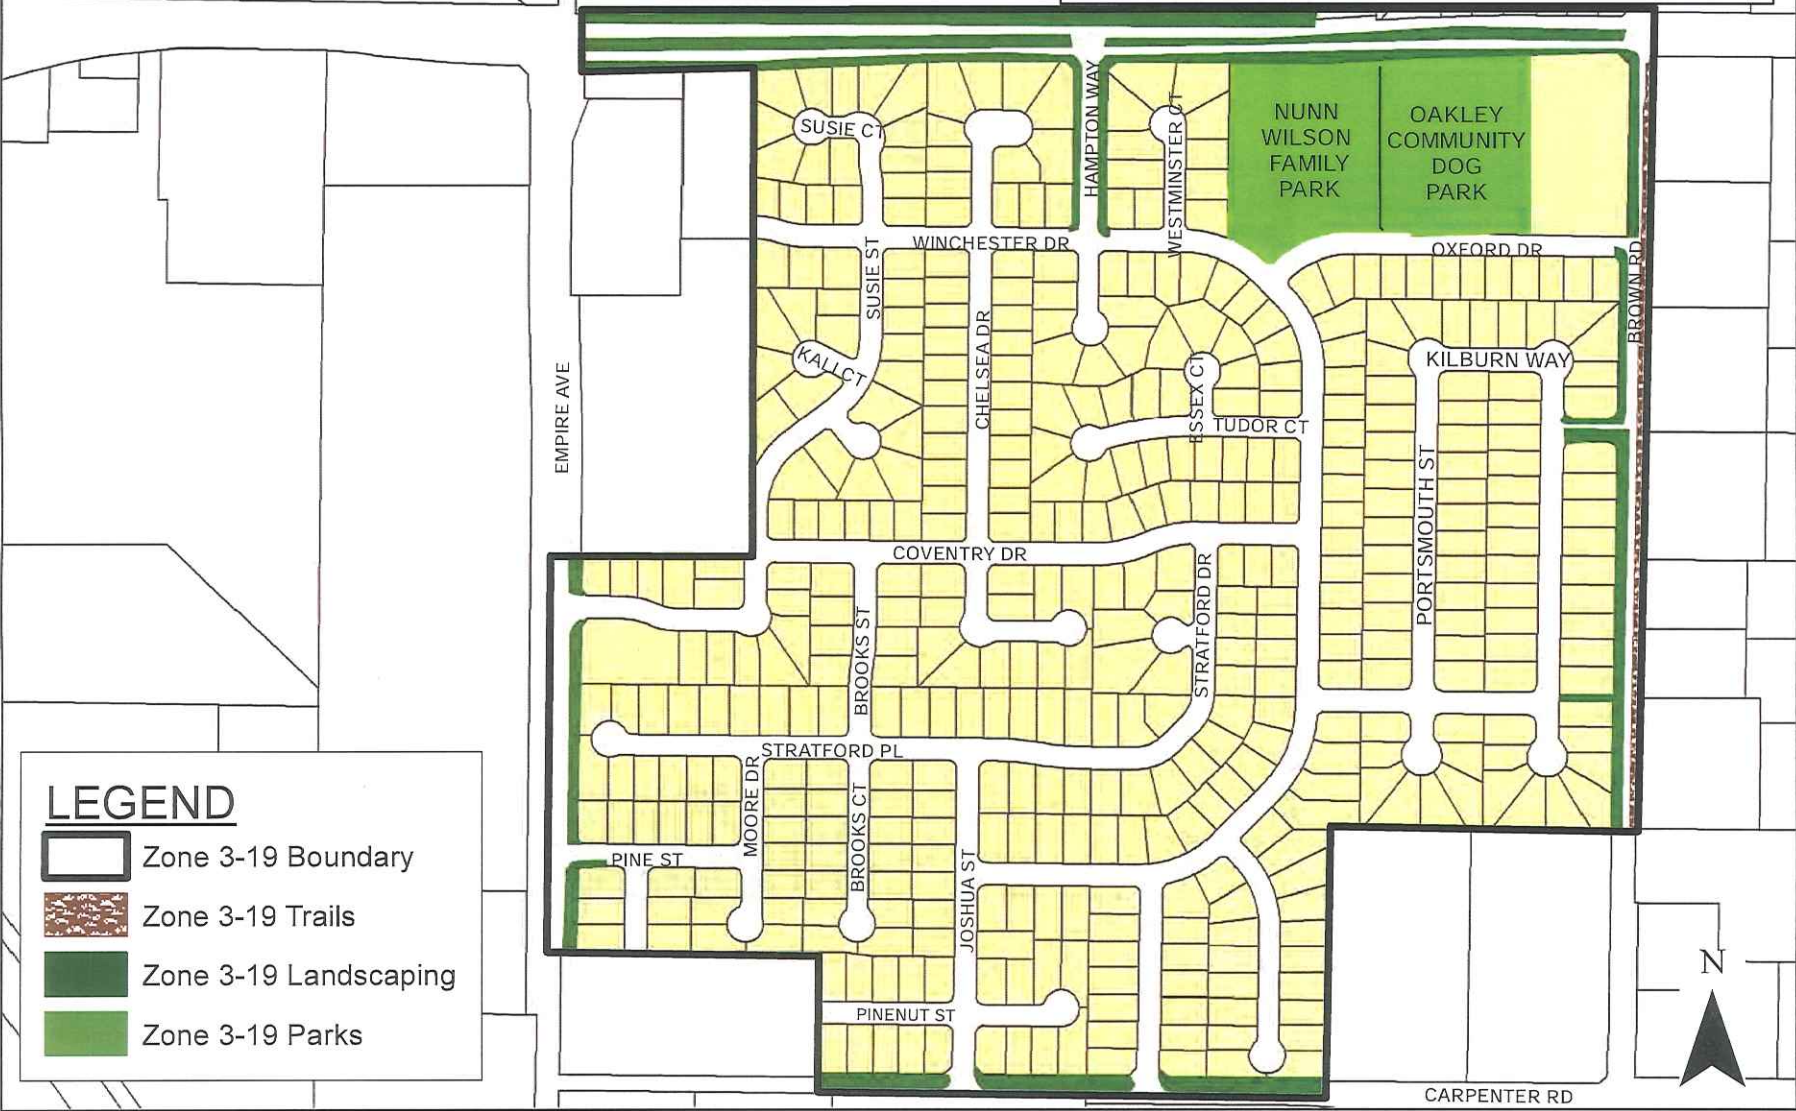 HAMPTON WAY
SUSIE CT
WESTMINSTER CT
NUNN
WILSON
FAMILY
PARK
OAKLEY
COMMUNITY
DOG
PARK
WINCHESTER DR
OXFORD DR
SUSIE ST
BROWN RD
CHELSEA DR
KALI CT
ESSEX CT
KILBURN WAY
EMPIRE AVE
TUDOR CT
PORTSMOUTH ST
COVENTRY DR
STRATFORD DR
BROOKS ST
STRATFORD PL
MOORE DR
BROOKS CT
PINE ST
JOSHUA ST
PINENUT ST
CARPENTER RD
LEGEND
Zone 3-19 Boundary
Zone 3-19 Trails
Zone 3-19 Landscaping
Zone 3-19 Parks
N